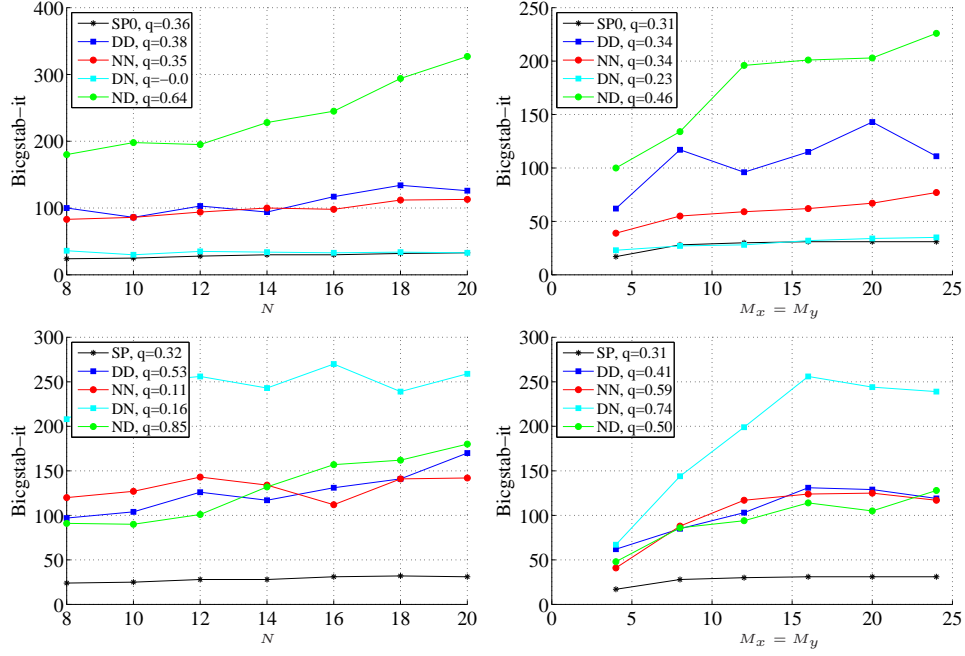 SP0, q=0.36
DD, q=0.38
NN, q=0.35
DN, q=−0.0
ND, q=0.64
400
300
200
100
0
Bicgstab−it
8 10 12 14 16 18 20
N
SP0, q=0.31
DD, q=0.34
NN, q=0.34
DN, q=0.23
ND, q=0.46
250
200
150
100
50
0
Bicgstab−it
0 5 10 15 20 25
M_x = M_y
SP, q=0.32
DD, q=0.53
NN, q=0.11
DN, q=0.16
ND, q=0.85
300
250
200
150
100
50
0
Bicgstab−it
8 10 12 14 16 18 20
N
SP, q=0.31
DD, q=0.41
NN, q=0.59
DN, q=0.74
ND, q=0.50
300
250
200
150
100
50
0
Bicgstab−it
0 5 10 15 20 25
M_x = M_y